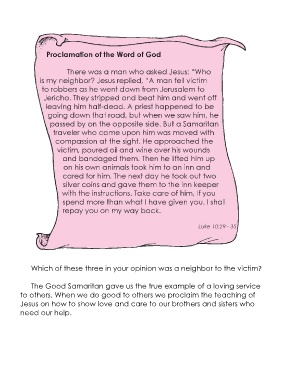 Proclamation of the Word of God
There was a man who asked Jesus: "Who
is my neighbor? Jesus replied, "A man fell victim
to robbers as he went down from Jerusalem to
Jericho. They stripped and beat him and went off
leaving him half-dead. A priest happened to be
going down that road, but when we saw him, he
passed by on the opposite side. But a Samaritan
traveler who came upon him was moved with
compassion at the sight. He approached the
victim, poured oil and wine over his wounds
and bandaged them. Then he lifted him up
on his own animals took him to an inn and
cared for him. The next day he took out two
silver coins and gave them to the inn keeper
with the instructions. Take care of him. If you
spend more than what I have given you, I shall
repay you on my way back.
Luke 10:29-35
Which of these three in your opinion was a neighbor to the victim?
The Good Samaritan gave us the true example of a loving service
to others. When we do good to others we proclaim the teaching of
Jesus on how to show love and care to our brothers and sisters who
need our help.